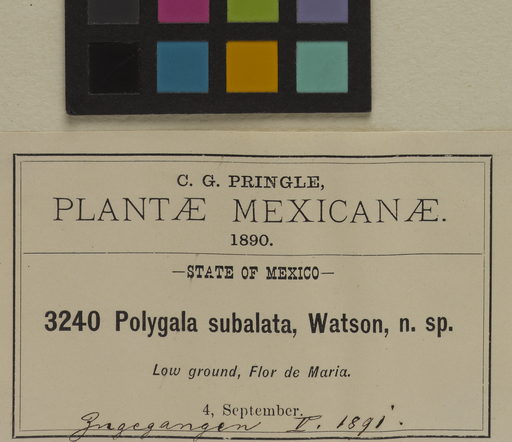 C. G. PRINGLE,
PLANTÆ MEXICANÆ.
1890.
—STATE OF MEXICO—
3240 Polygala subalata, Watson, n. sp.
Low ground, Flor de Maria.
4, September.
Zugegangen V. 1891.